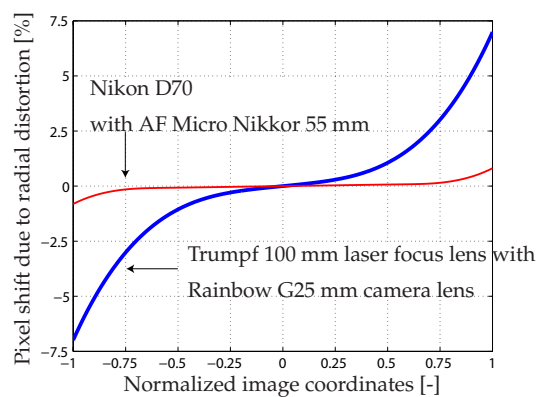 Pixel shift due to radial distortion [%]
7.5
5
2.5
0
−2.5
−5
−7.5
Nikon D70
with AF Micro Nikkor 55 mm
Trumpf 100 mm laser focus lens with
Rainbow G25 mm camera lens
−1 −0.75 −0.5 −0.25 0 0.25 0.5 0.75 1
Normalized image coordinates [-]